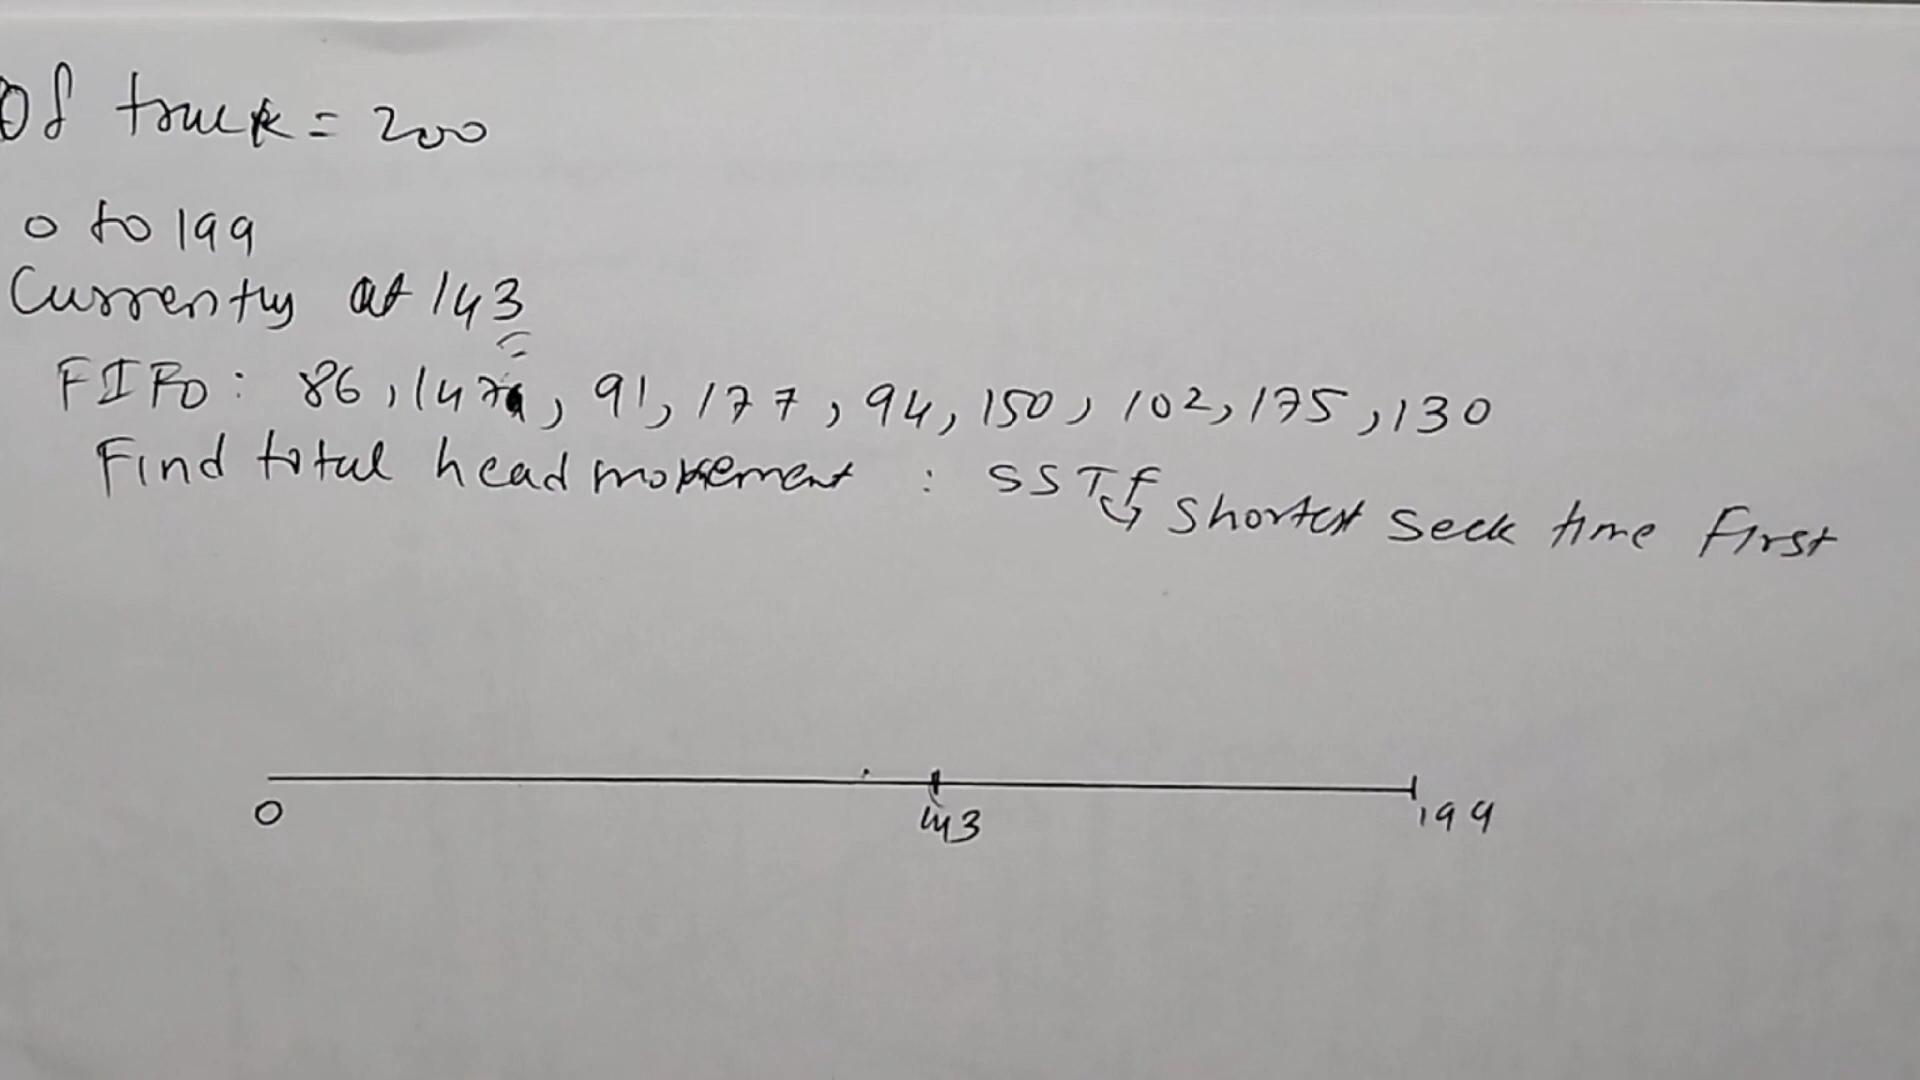 Of truck = 200
0 to 199
Currently at 143
FIFO: 86, 147, 91, 177, 94, 150, 102, 175, 130
Find total head movement : SSTF
Shortest seek time First
0 143 199